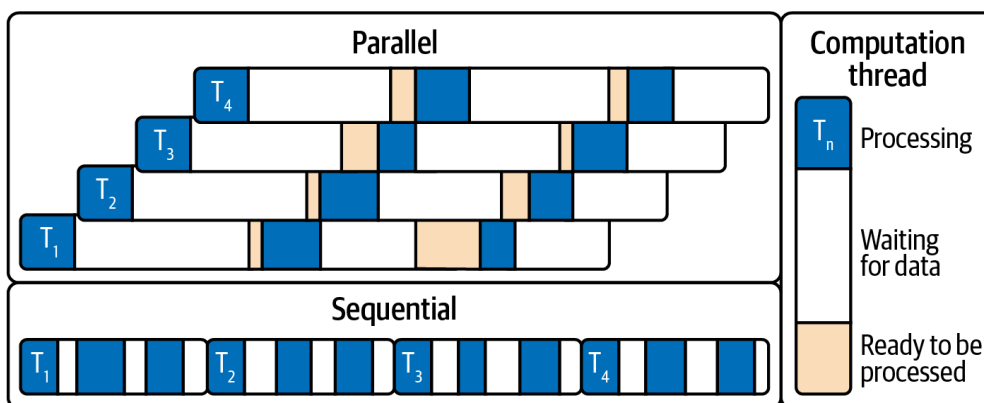 Parallel
T4
T3
T2
T1
Sequential
T1
T2
T3
T4
Computation
thread
Tn
Processing
Waiting
for data
Ready to be
processed